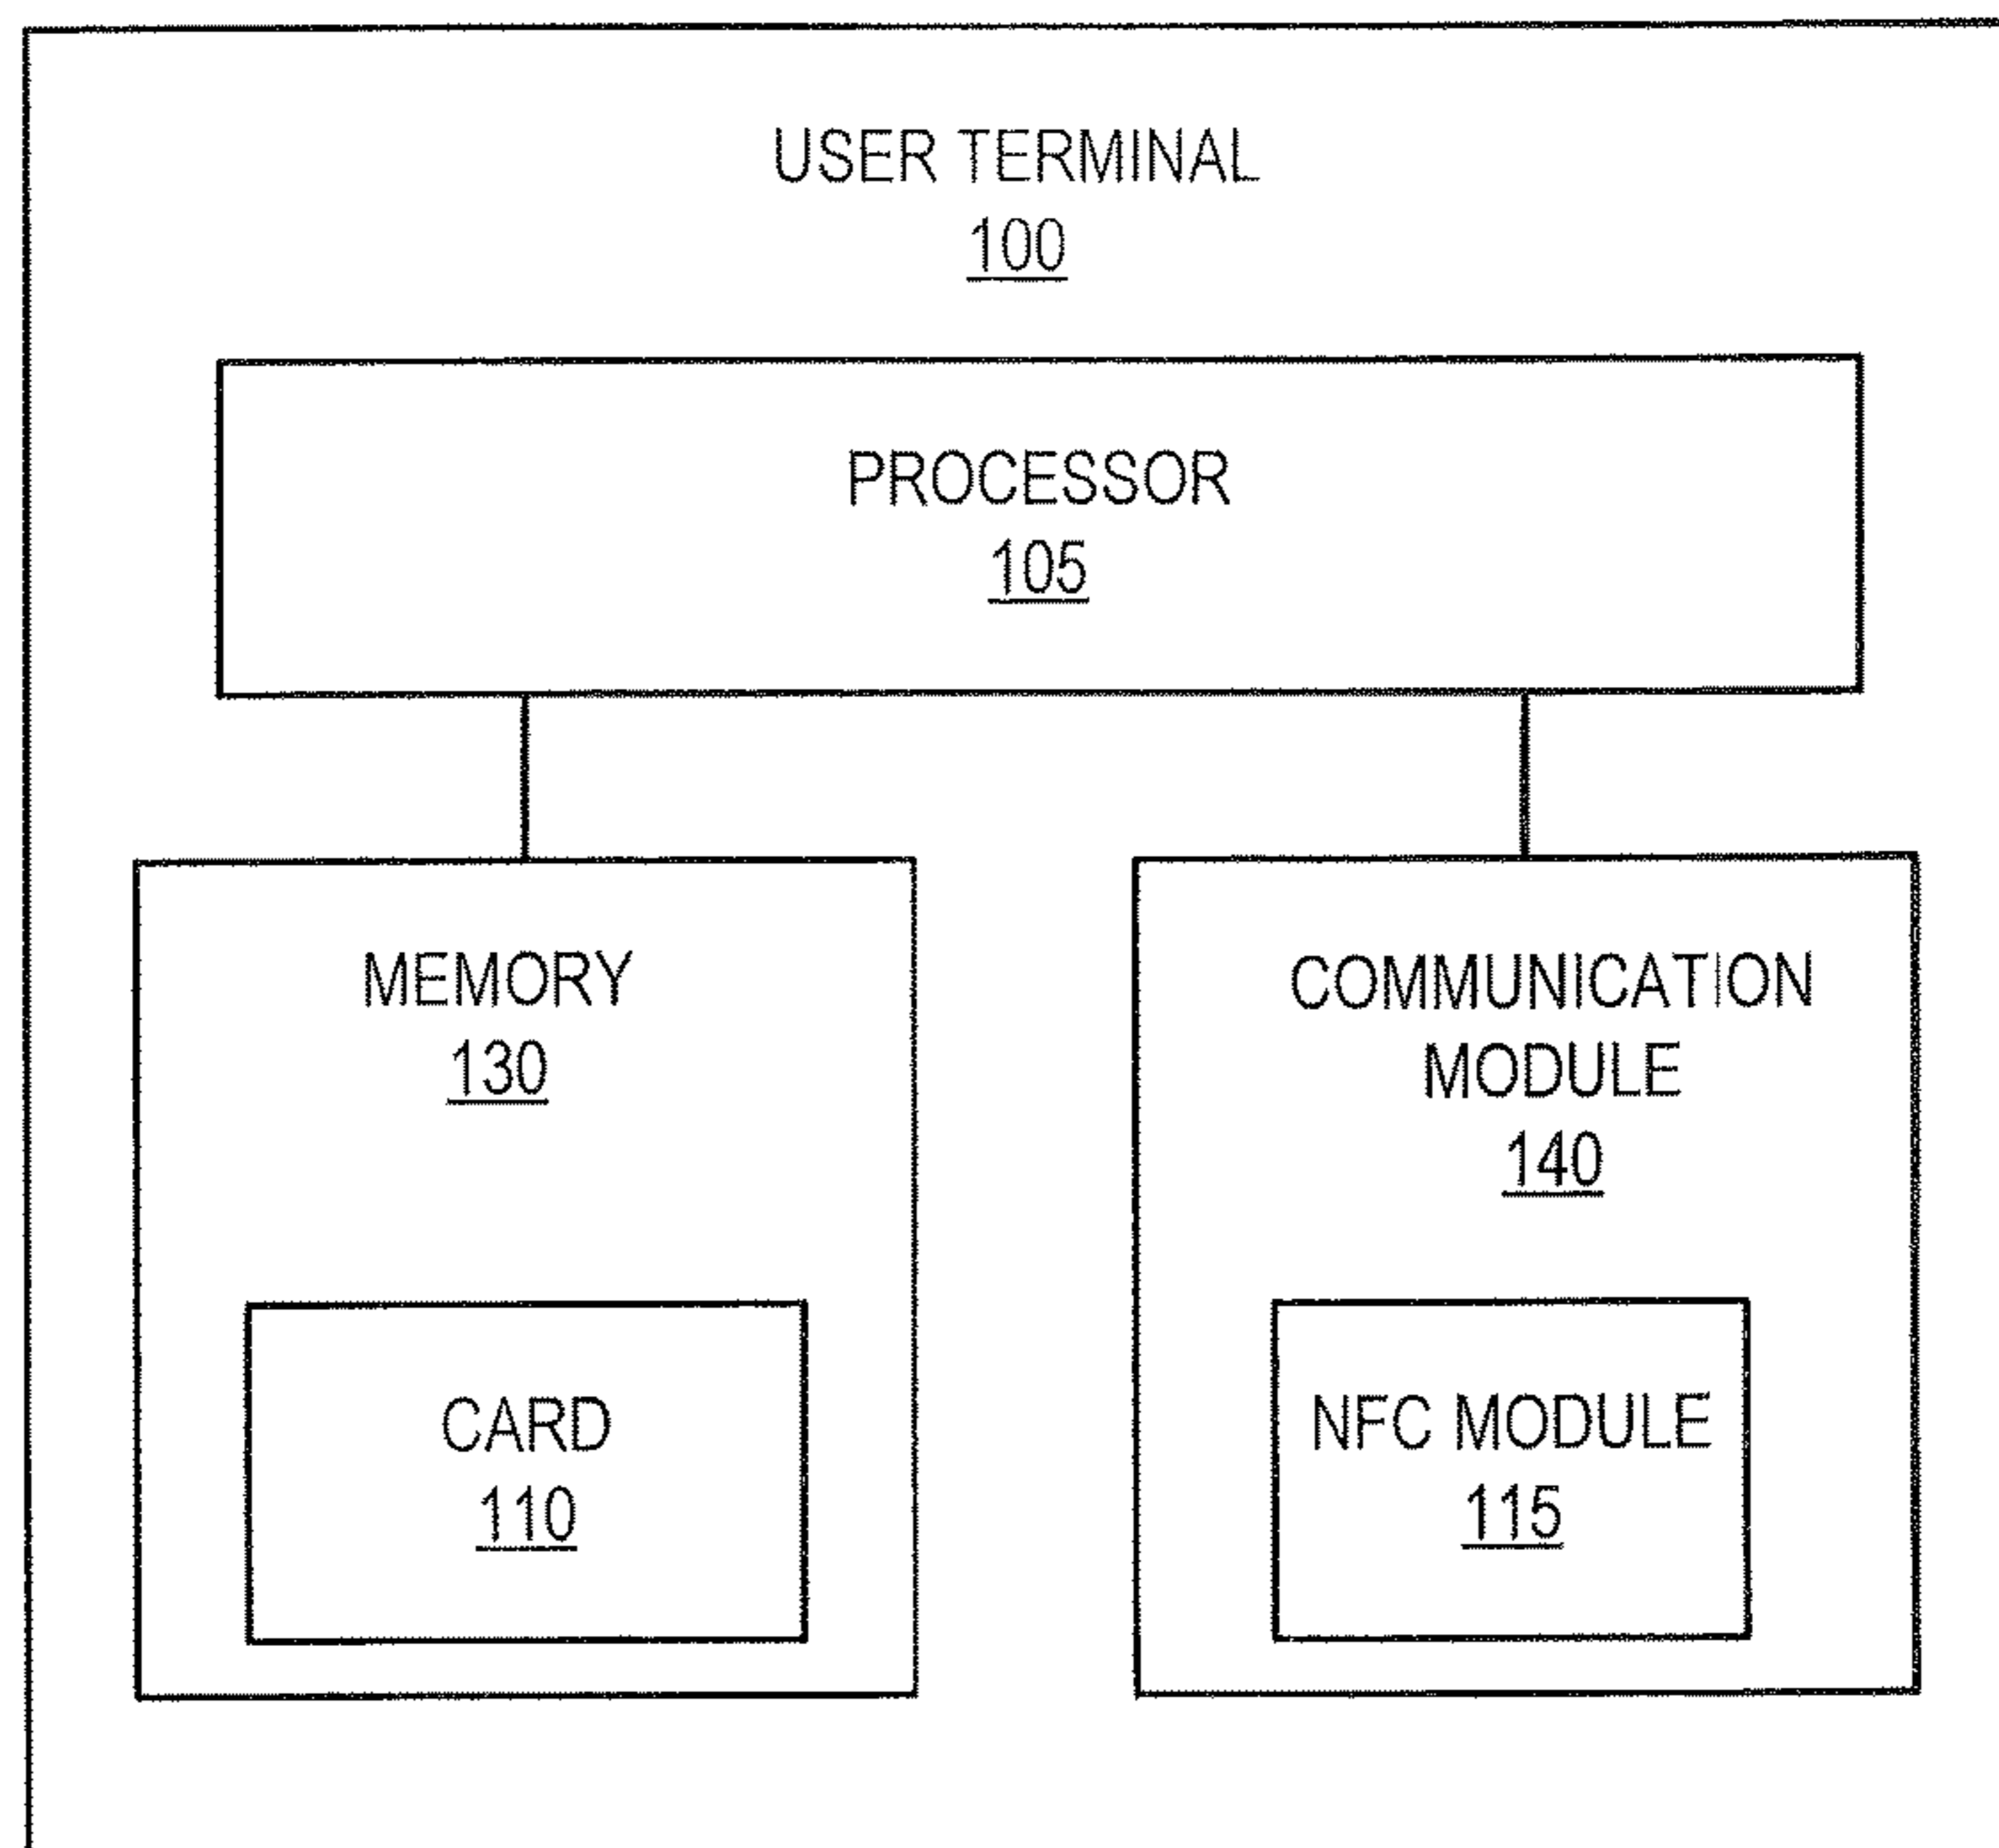 USER TERMINAL
100
PROCESSOR
105
MEMORY
130
CARD
110
COMMUNICATION
MODULE
140
NFC MODULE
115